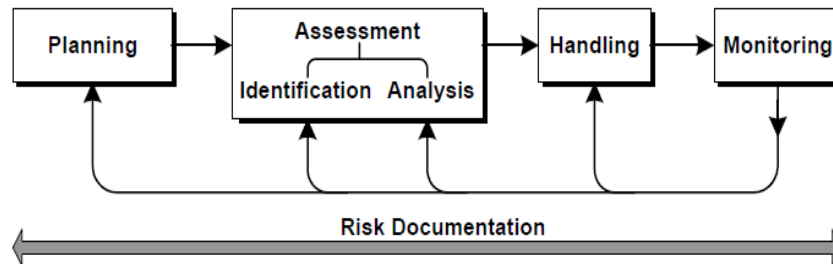 Planning
Assessment
Identification Analysis
Handling
Monitoring
Risk Documentation